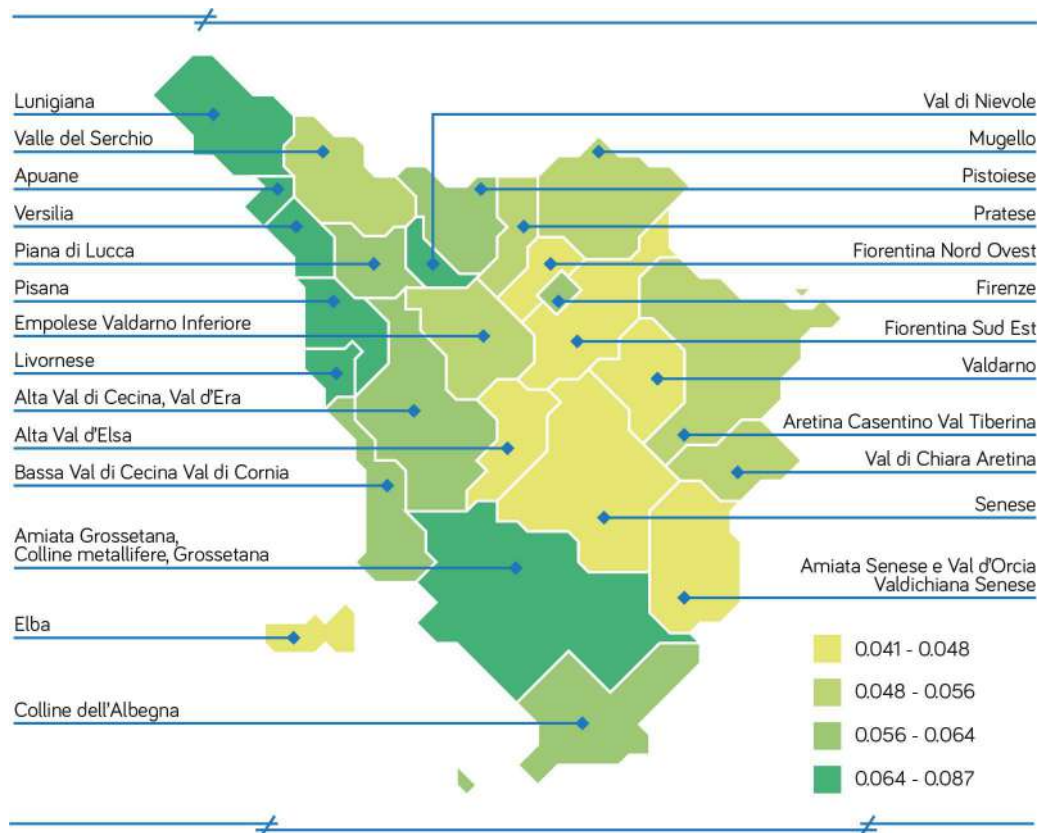 Lunigiana
Valle del Serchio
Apuane
Versilia
Piana di Lucca
Pisana
Empolese Valdarno Inferiore
Livornese
Alta Val di Cecina, Val d'Era
Alta Val d'Elsa
Bassa Val di Cecina Val di Cornia
Amiata Grossetana,
Colline metallifere, Grossetana
Elba
Colline dell'Albegna
Val di Nievole
Mugello
Pistoiese
Pratese
Fiorentina Nord Ovest
Firenze
Fiorentina Sud Est
Valdarno
Aretina Casentino Val Tiberina
Val di Chiara Aretina
Senese
Amiata Senese e Val d'Orcia
Valdichiana Senese
0.041 - 0.048
0.048 - 0.056
0.056 - 0.064
0.064 - 0.087